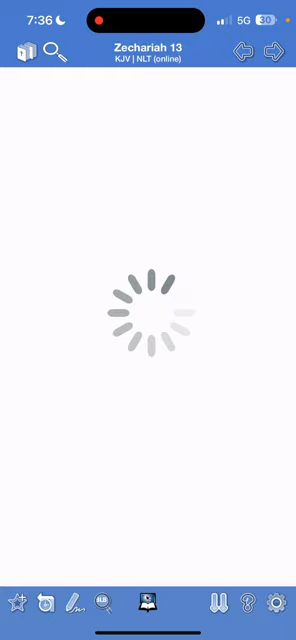 7:36
5G
30
Zechariah 13
KJV | NLT (online)
BLB